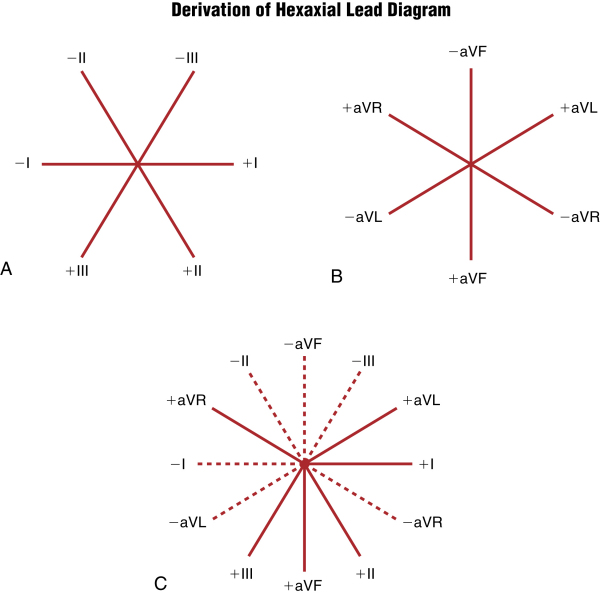 Derivation of Hexaxial Lead Diagram
−II −III
−I +I
+III +II
A
−aVF
+aVR +aVL
−aVL −aVR
+aVF
B
−aVF
−II −III
+aVR +aVL
−I +I
−aVL −aVR
+III +II
+aVF
C